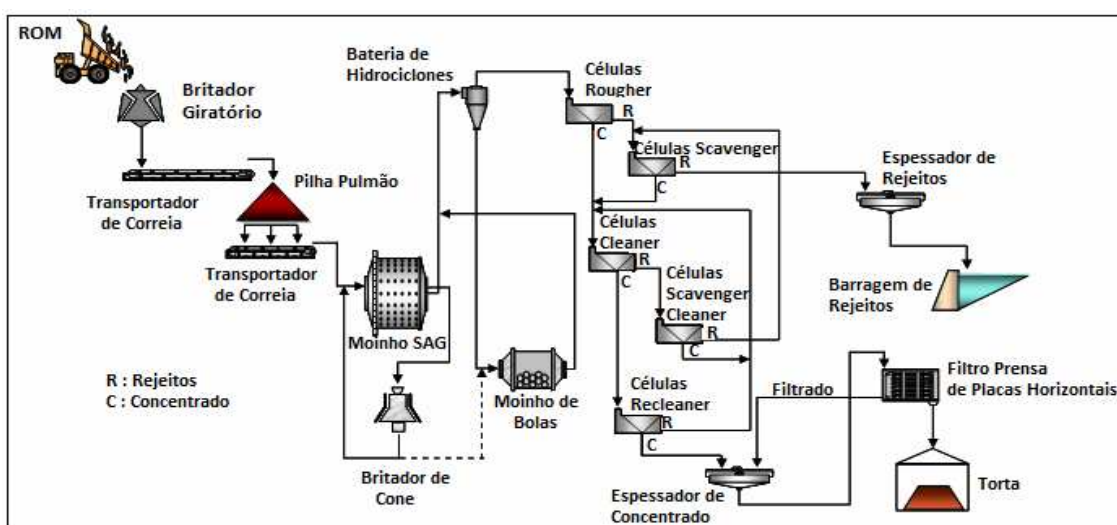 ROM
Britador
Giratório
Transportador
de Correia
Pilha Pulmão
Transportador
de Correia
Moinho SAG
R : Rejeitos
C : Concentrado
Britador de
Cone
Bateria de
Hidrociclones
Moinho de
Bolas
Células
Rougher
R
C
Células Scavenger
R
C
Espessador de
Rejeitos
Barragem de
Rejeitos
Células
Cleaner
R
C
Células
Scavenger
Cleaner
R
C
Células
Recleaner
R
C
Espessador de
Concentrado
Filtrado
Filtro Prensa
de Placas Horizontais
Torta